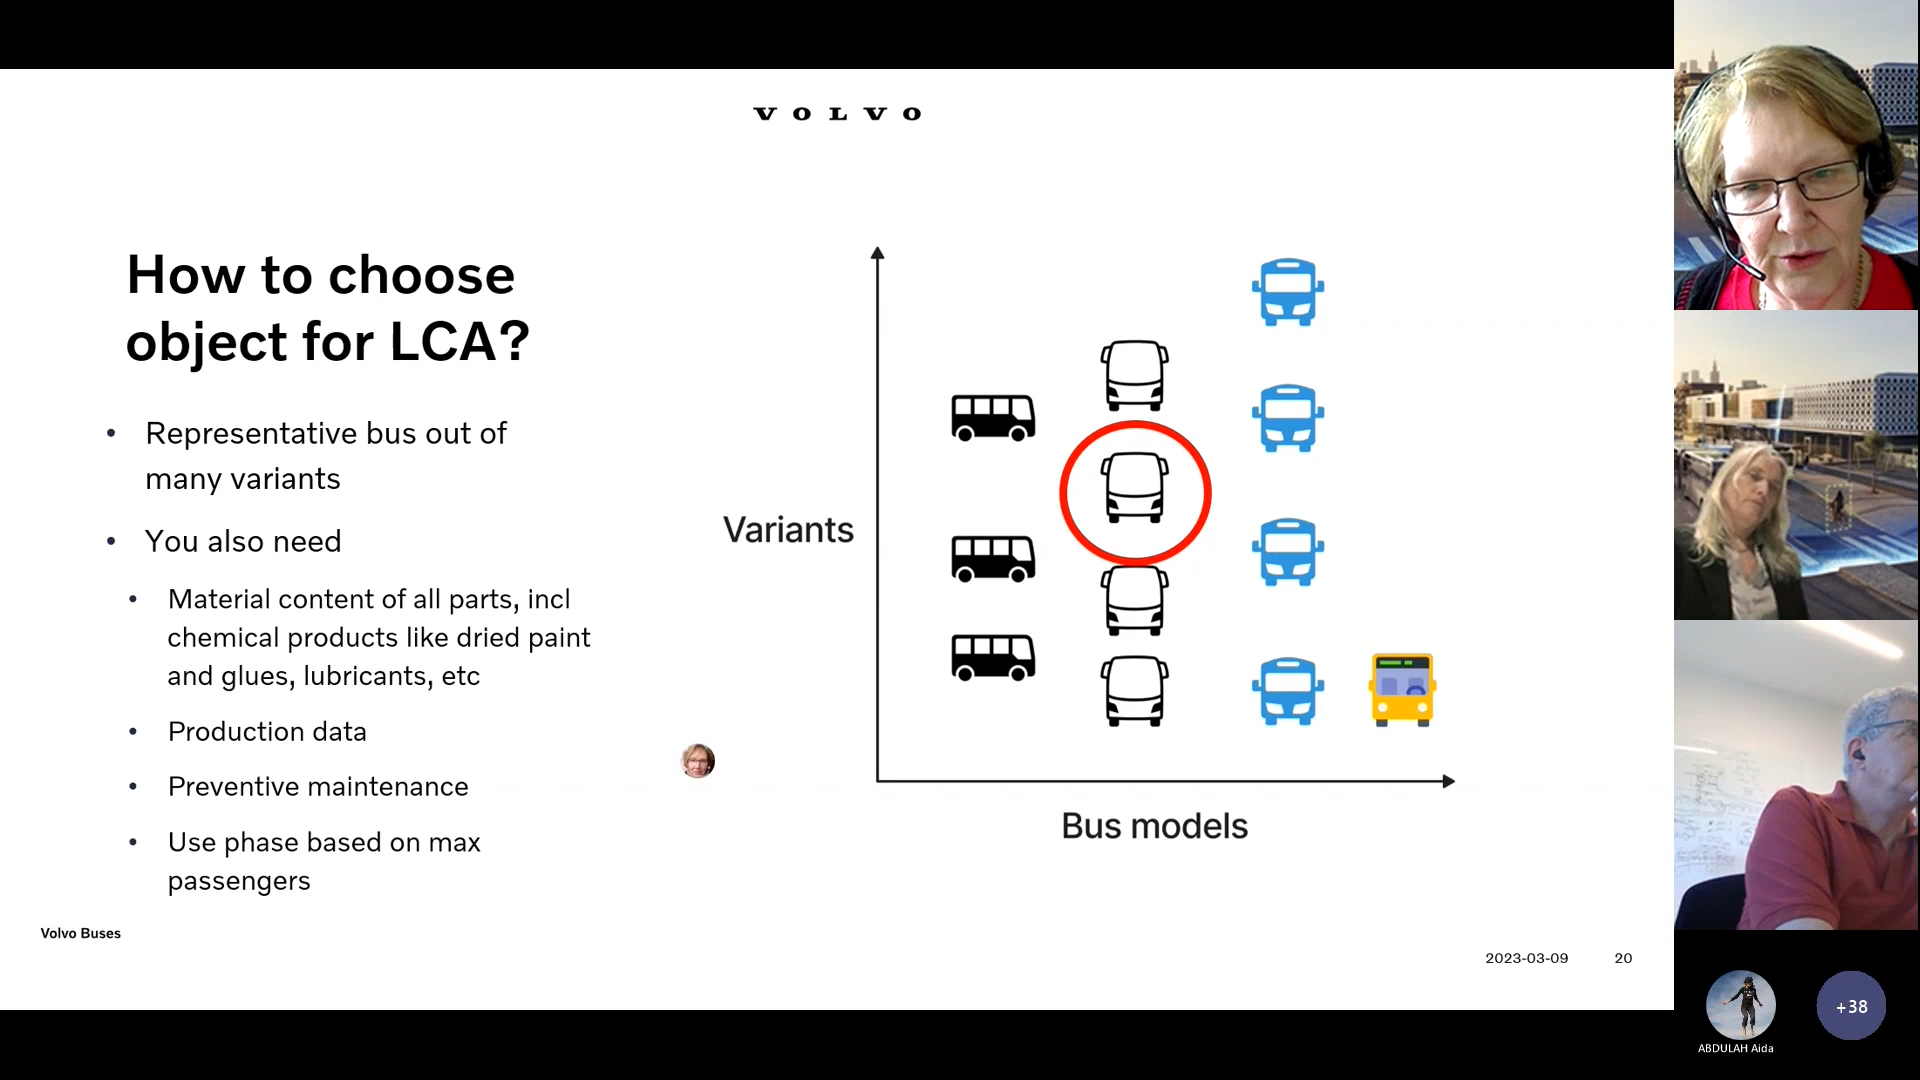 VOLVO
How to choose
object for LCA?
• Representative bus out of
many variants
• You also need
• Material content of all parts, incl
chemical products like dried paint
and glues, lubricants, etc
• Production data
• Preventive maintenance
• Use phase based on max
passengers
Variants
Bus models
Volvo Buses
2023-03-09 20
+38
ABDULAH Aida